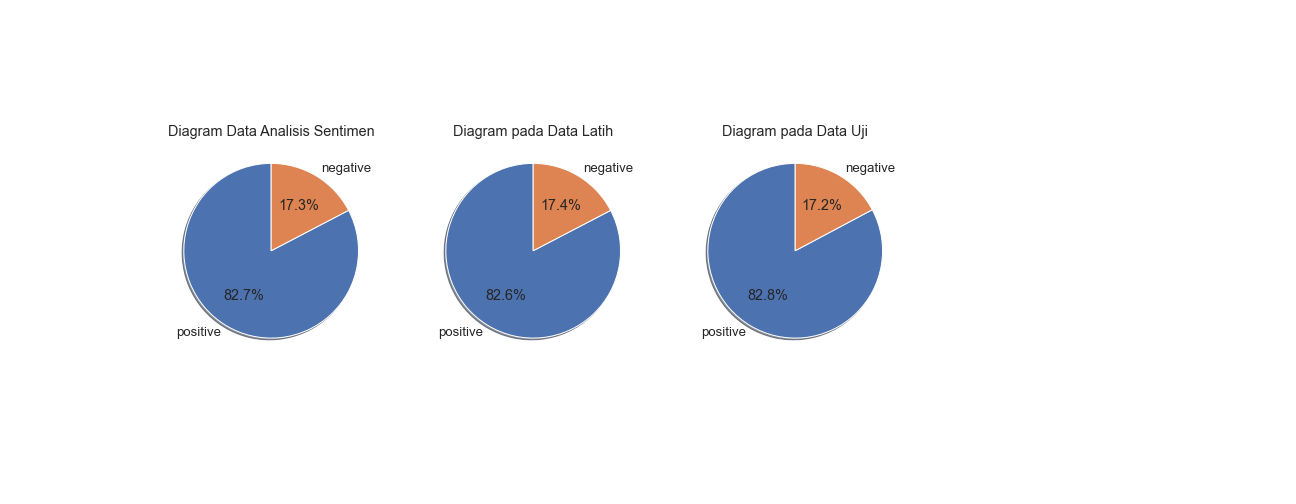 Diagram Data Analisis Sentimen
negative
17.3%
82.7%
positive
Diagram pada Data Latih
negative
17.4%
82.6%
positive
Diagram pada Data Uji
negative
17.2%
82.8%
positive